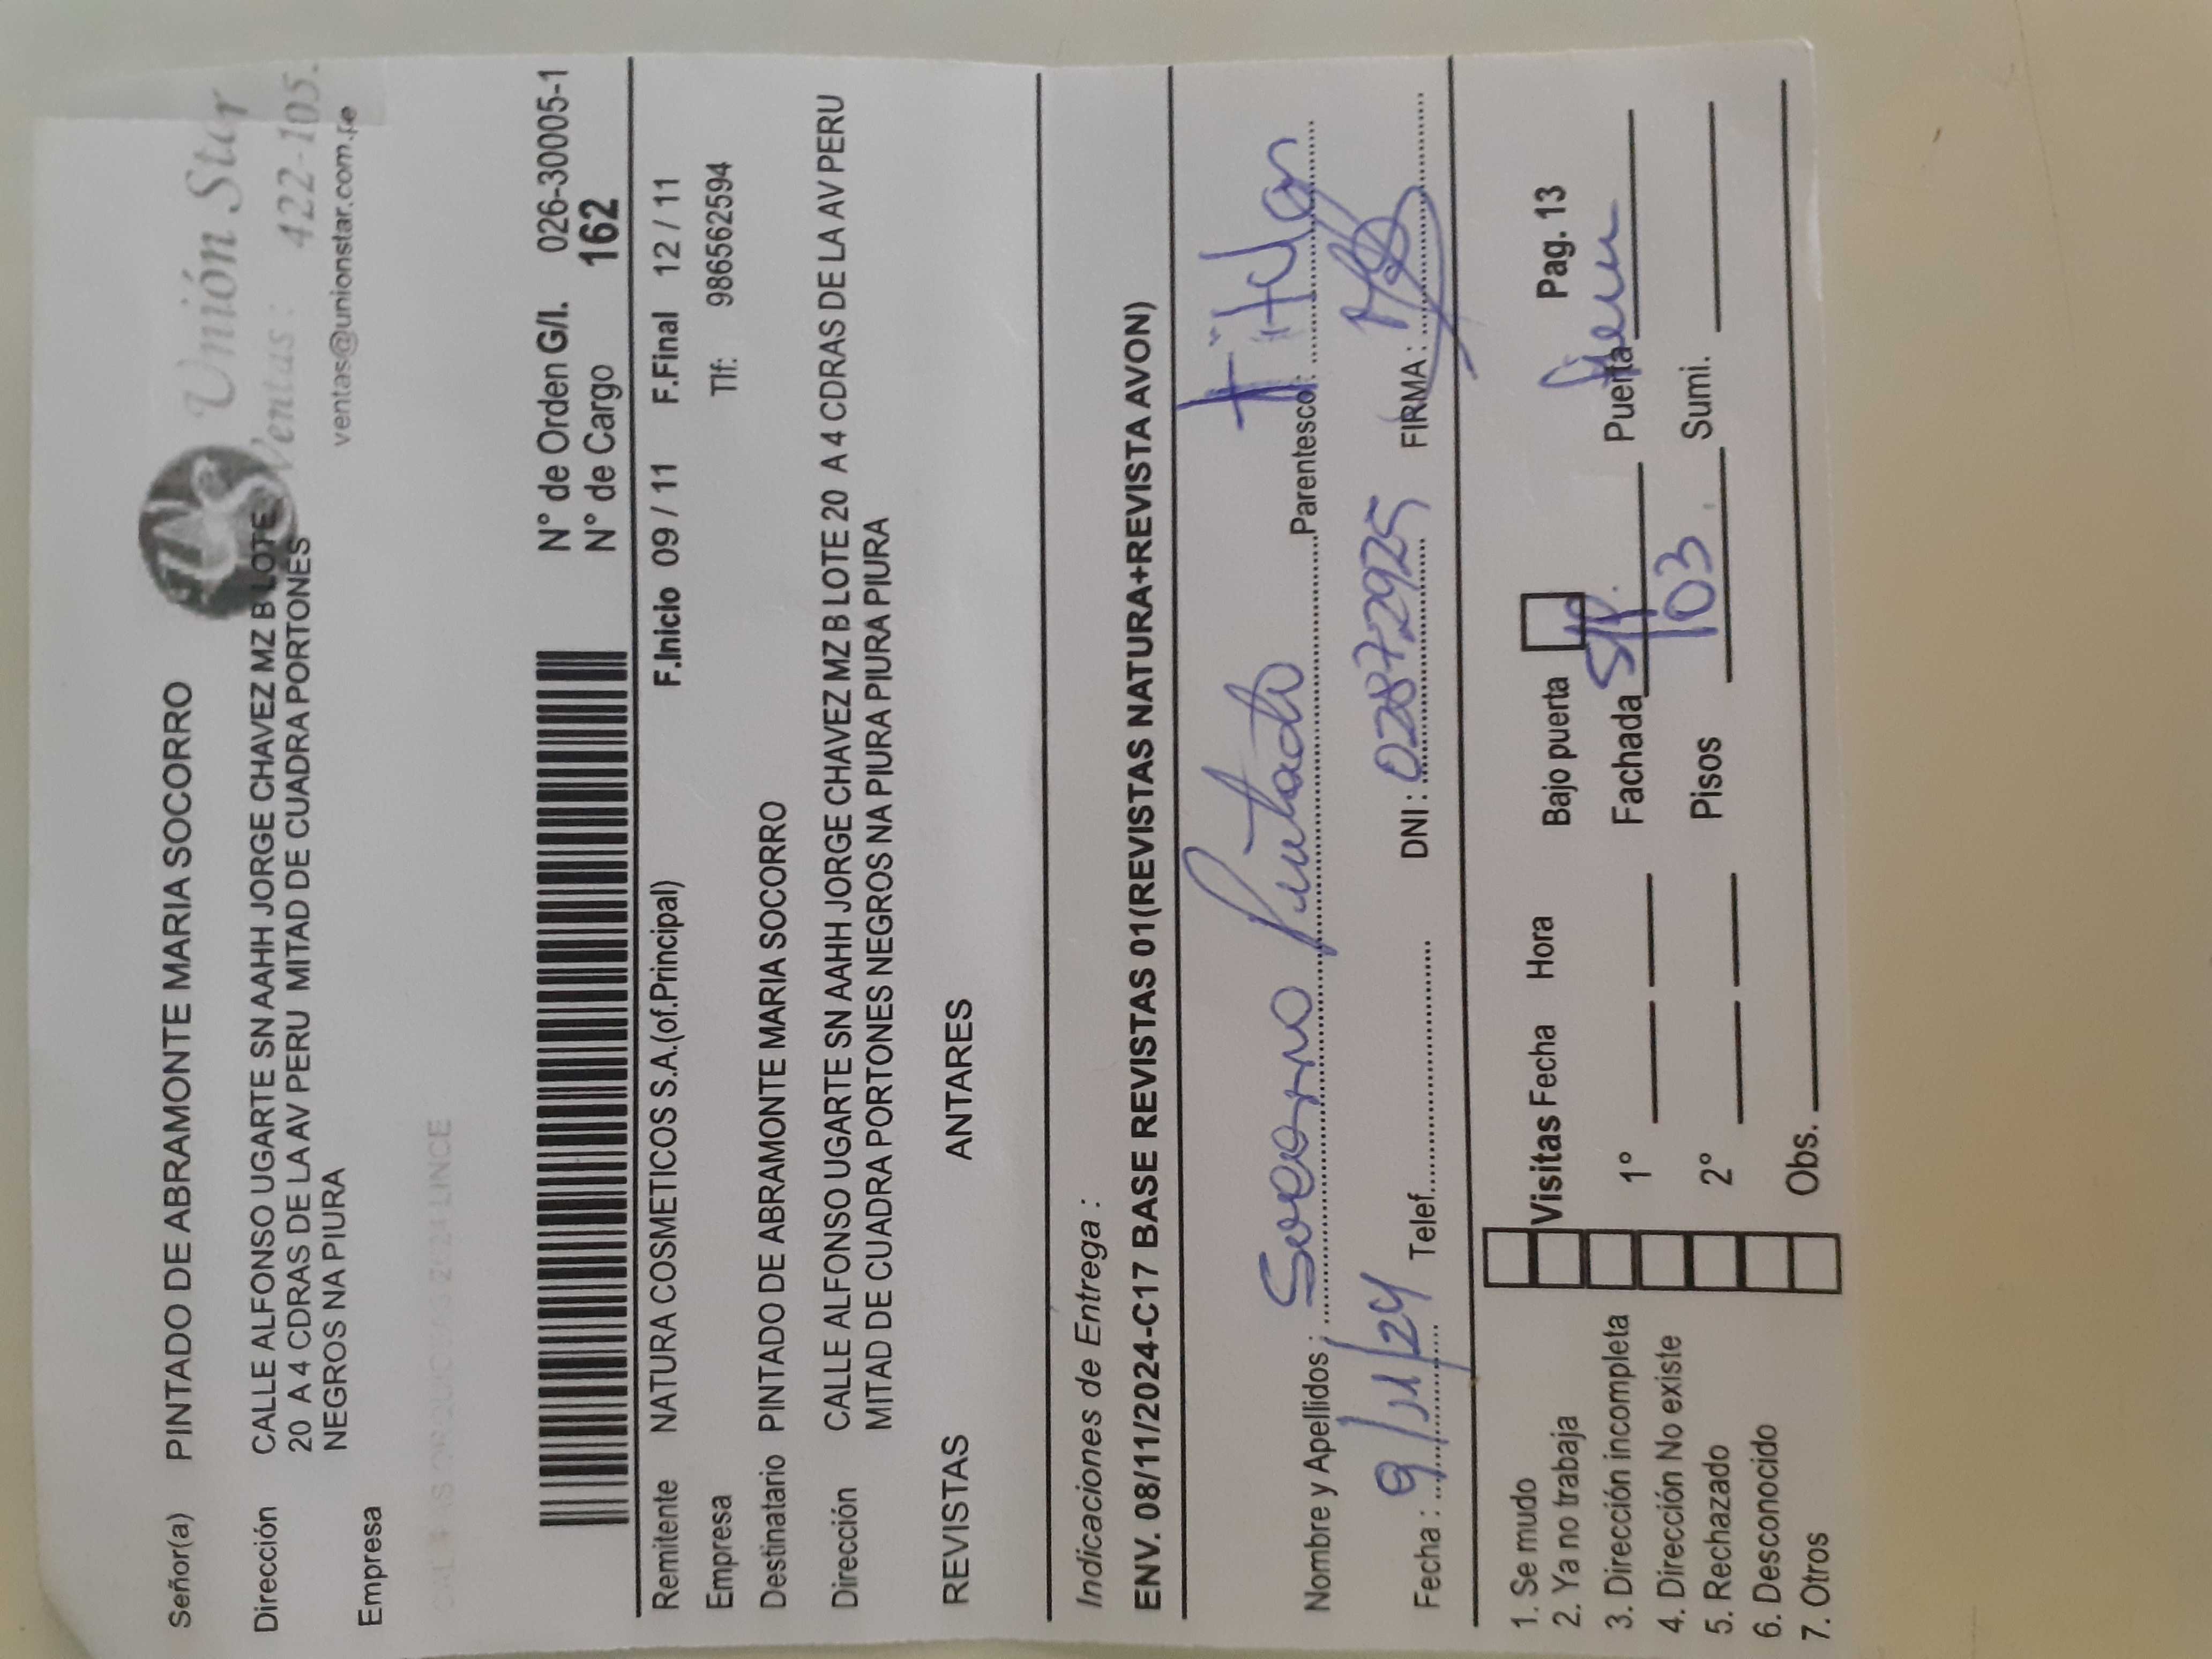 Unión Star
Ventas : 422-105.
ventas@unionstar.com.pe
Señor(a) PINTADO DE ABRAMONTE MARIA SOCORRO
Dirección CALLE ALFONSO UGARTE SN AAHH JORGE CHAVEZ MZ B LOTE
20 A 4 CDRAS DE LA AV PERU MITAD DE CUADRA PORTONES
NEGROS NA PIURA
Empresa
N° de Orden G/I. 026-30005-1
N° de Cargo 162
Remitente NATURA COSMETICOS S.A.(of.Principal) F.Inicio 09 / 11 F.Final 12 / 11
Empresa Tlf: 986562594
Destinatario PINTADO DE ABRAMONTE MARIA SOCORRO
Dirección CALLE ALFONSO UGARTE SN AAHH JORGE CHAVEZ MZ B LOTE 20 A 4 CDRAS DE LA AV PERU
MITAD DE CUADRA PORTONES NEGROS NA PIURA PIURA PIURA
REVISTAS ANTARES
Indicaciones de Entrega :
ENV. 08/11/2024-C17 BASE REVISTAS 01(REVISTAS NATURA+REVISTA AVON)
Nombre y Apellidos : Socorro Pintado Parentesco : Titular
Fecha : 9/11/24 Telef. DNI : 02872925 FIRMA :
1. Se mudo
2. Ya no trabaja
3. Dirección incompleta
4. Dirección No existe
5. Rechazado
6. Desconocido
7. Otros
Visitas Fecha Hora Bajo puerta Pag. 13
1° Fachada Puerta
2° Pisos 103 Sumi.
Obs.